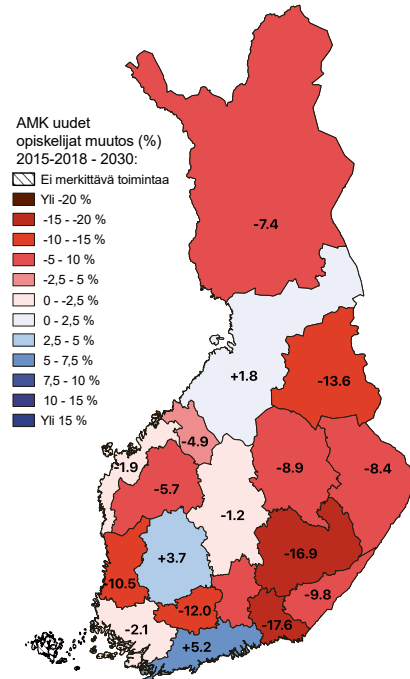 AMK uudet
opiskelijat muutos (%)
2015-2018 - 2030:
Ei merkittävä toimintaa
Yli -20 %
-15 - -20 %
-10 - -15 %
-5 - 10 %
-2,5 - 5 %
0 - -2,5 %
0 - 2,5 %
2,5 - 5 %
5 - 7,5 %
7,5 - 10 %
10 - 15 %
Yli 15 %
-7.4
+1.8
-13.6
-4.9
-1.9
-5.7
-8.9
-8.4
-1.2
+3.7
-16.9
-10.5
-9.8
-12.0
-17.6
-2.1
+5.2